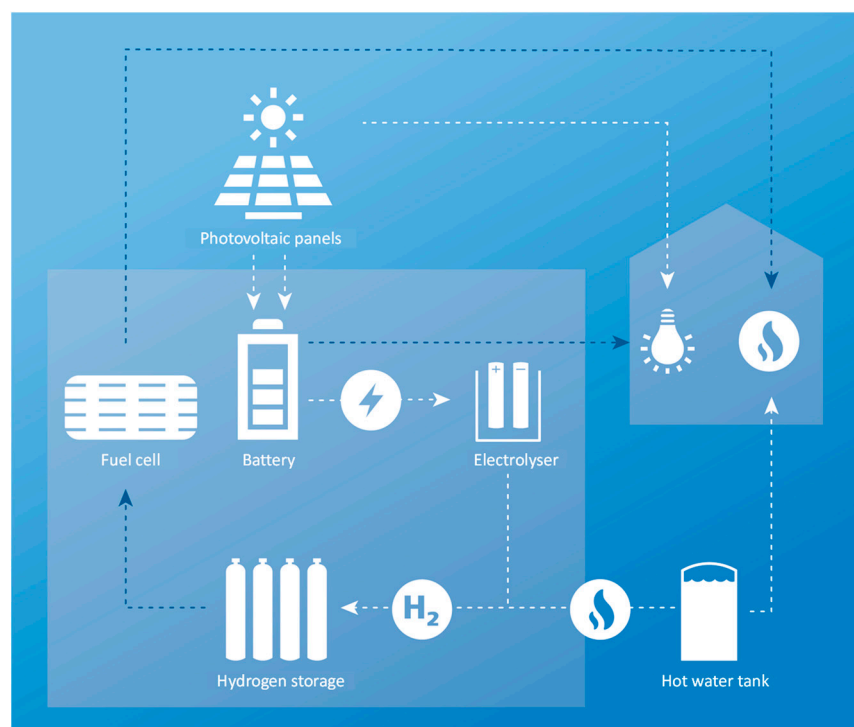 Photovoltaic panels
+ −
Fuel cell
Battery
Electrolyser
H₂
Hydrogen storage
Hot water tank